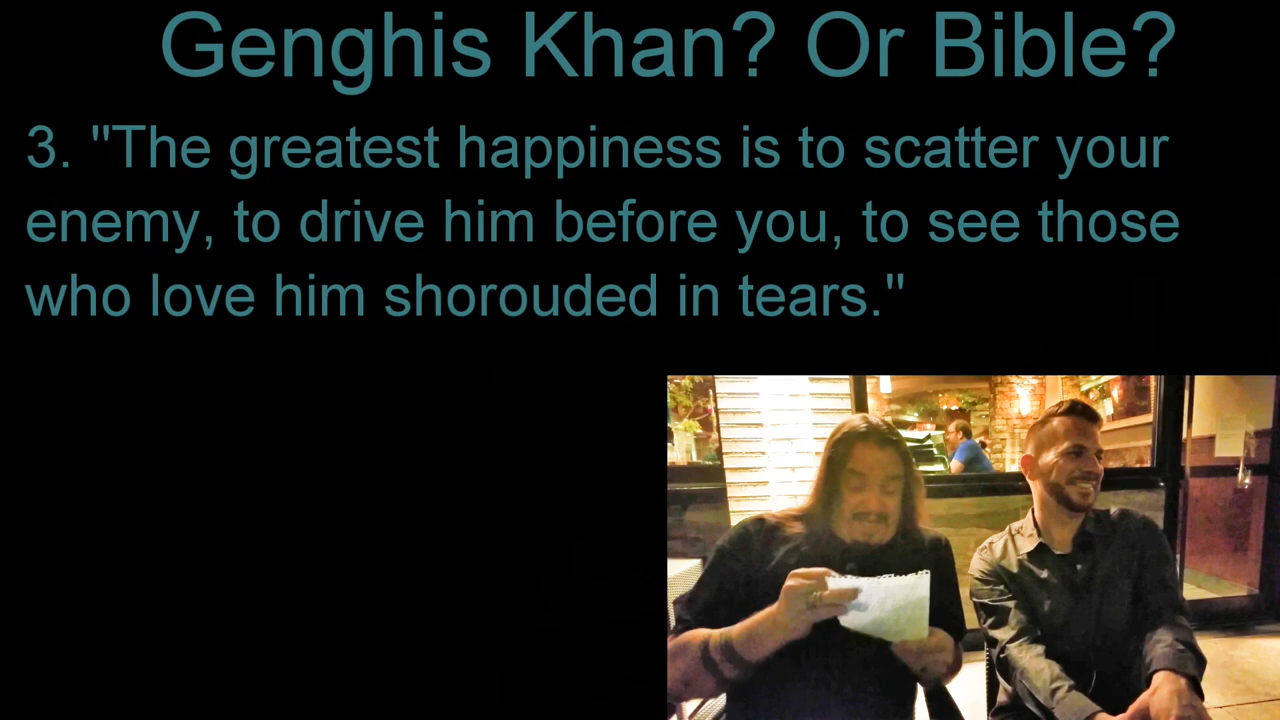 Genghis Khan? Or Bible?
3. "The greatest happiness is to scatter your
enemy, to drive him before you, to see those
who love him shorouded in tears."